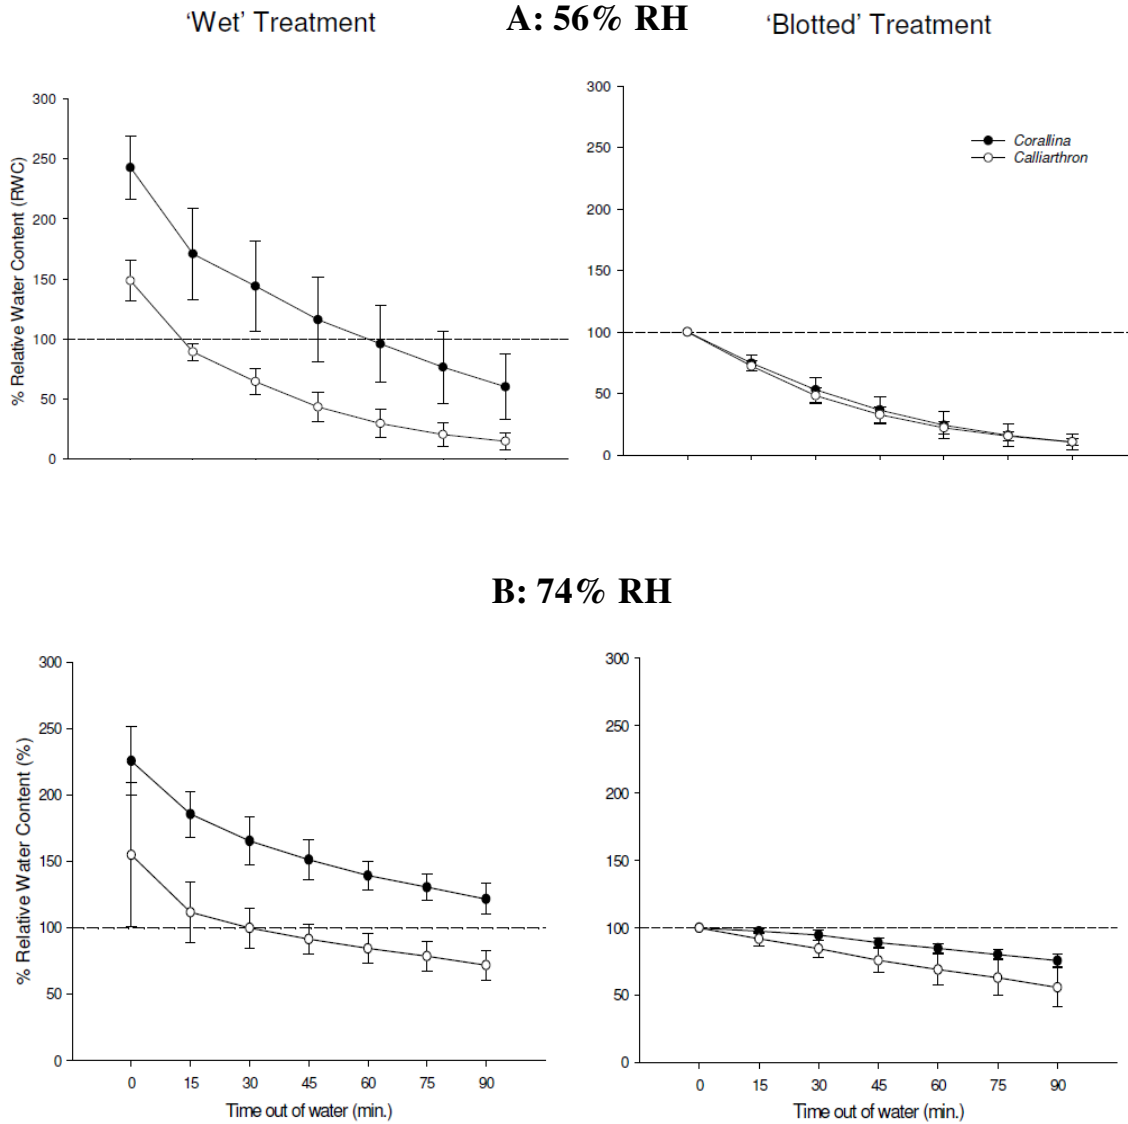 'Wet' Treatment
A: 56% RH
'Blotted' Treatment
% Relative Water Content (RWC)
300
250
200
150
100
50
0
300
250
200
150
100
50
0
Corallina
Calliarthron
B: 74% RH
% Relative Water Content (%)
300
250
200
150
100
50
0
0 15 30 45 60 75 90
Time out of water (min.)
300
250
200
150
100
50
0
0 15 30 45 60 75 90
Time out of water (min.)